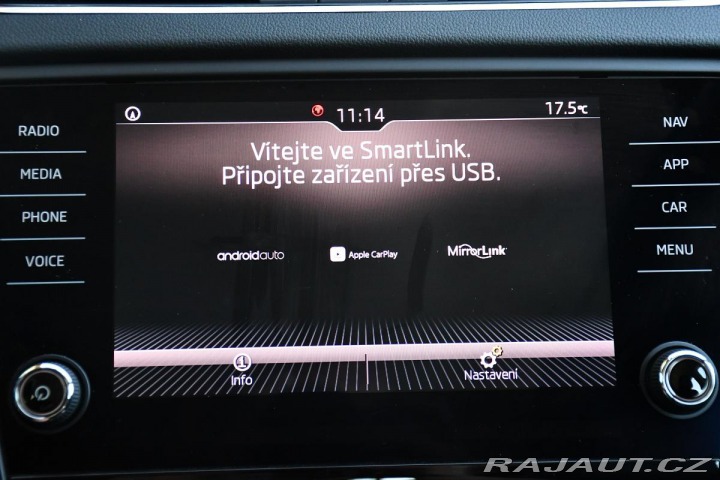 11:14
17.5°C
Vítejte ve SmartLink.
Připojte zařízení přes USB.
androidauto
Apple CarPlay
MirrorLink
Info
Nastavení
RADIO
MEDIA
PHONE
VOICE
NAV
APP
CAR
MENU
RAJAUT.CZ